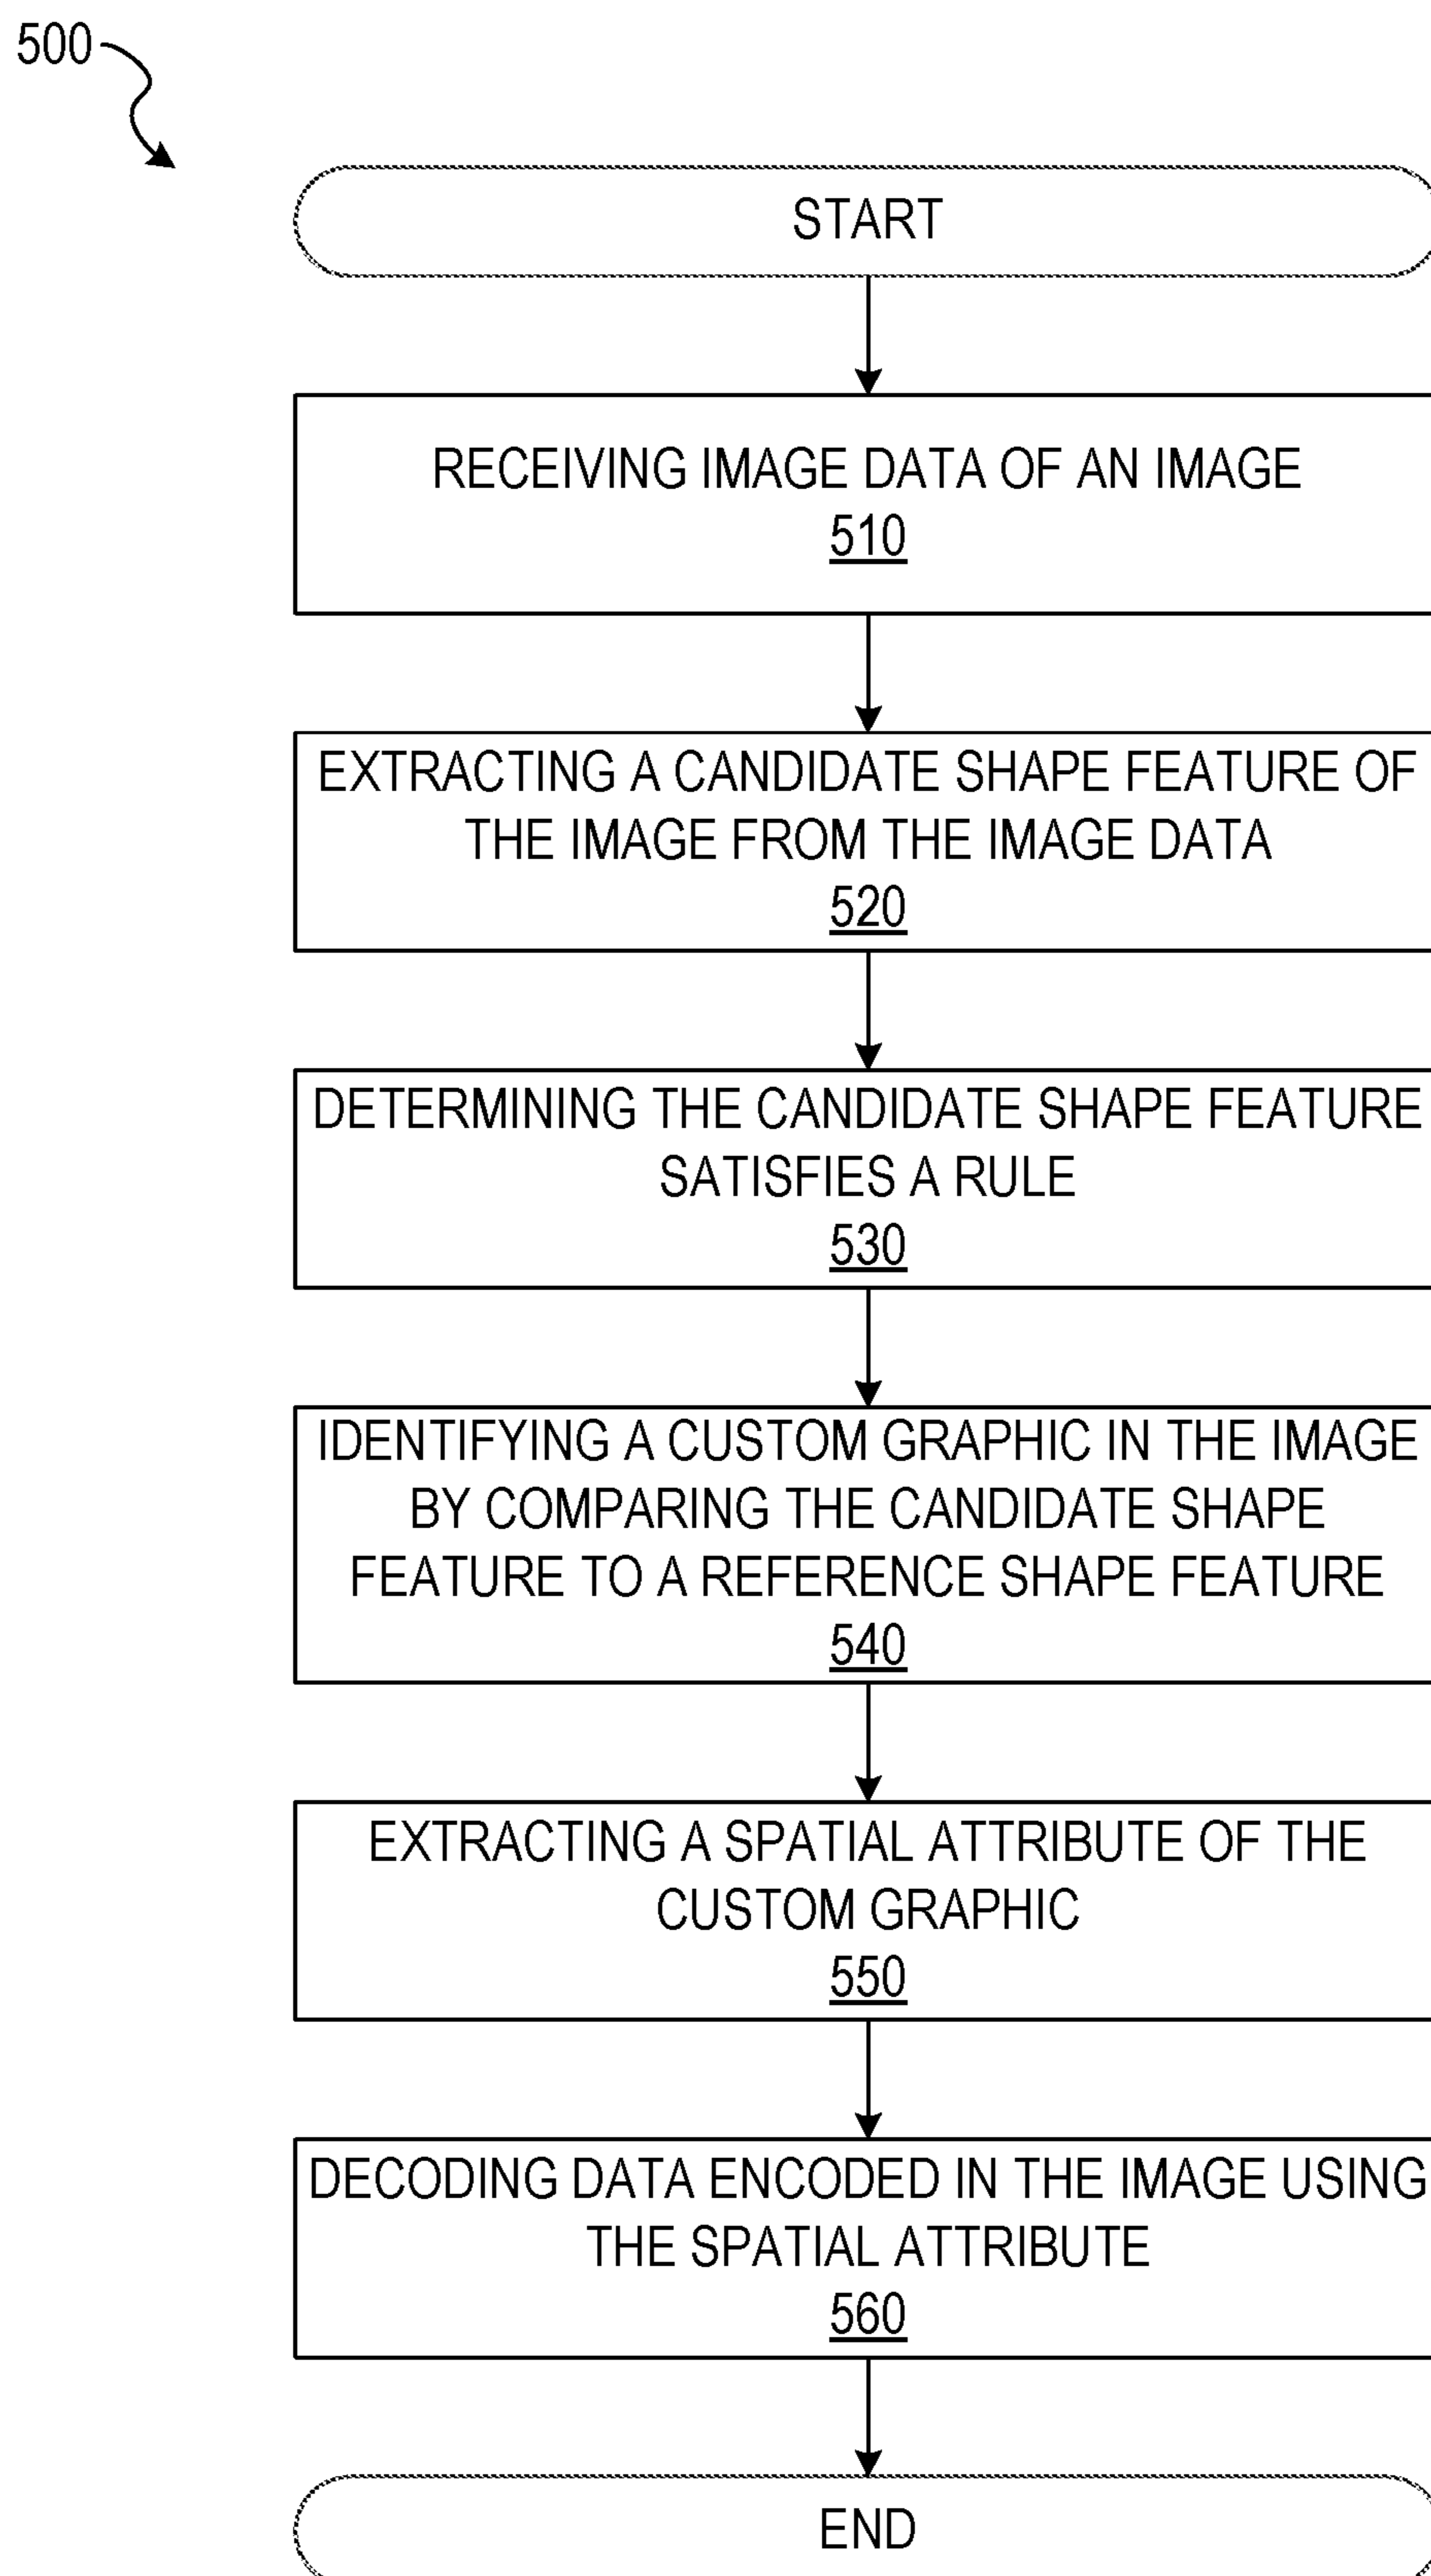 500
START
RECEIVING IMAGE DATA OF AN IMAGE
510
EXTRACTING A CANDIDATE SHAPE FEATURE OF
THE IMAGE FROM THE IMAGE DATA
520
DETERMINING THE CANDIDATE SHAPE FEATURE
SATISFIES A RULE
530
IDENTIFYING A CUSTOM GRAPHIC IN THE IMAGE
BY COMPARING THE CANDIDATE SHAPE
FEATURE TO A REFERENCE SHAPE FEATURE
540
EXTRACTING A SPATIAL ATTRIBUTE OF THE
CUSTOM GRAPHIC
550
DECODING DATA ENCODED IN THE IMAGE USING
THE SPATIAL ATTRIBUTE
560
END